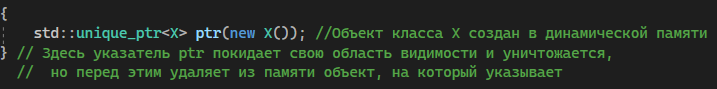 {
    std::unique_ptr<X> ptr(new X()); //Объект класса X создан в динамической памяти
} // Здесь указатель ptr покидает свою область видимости и уничтожается,
  //  но перед этим удаляет из памяти объект, на который указывает